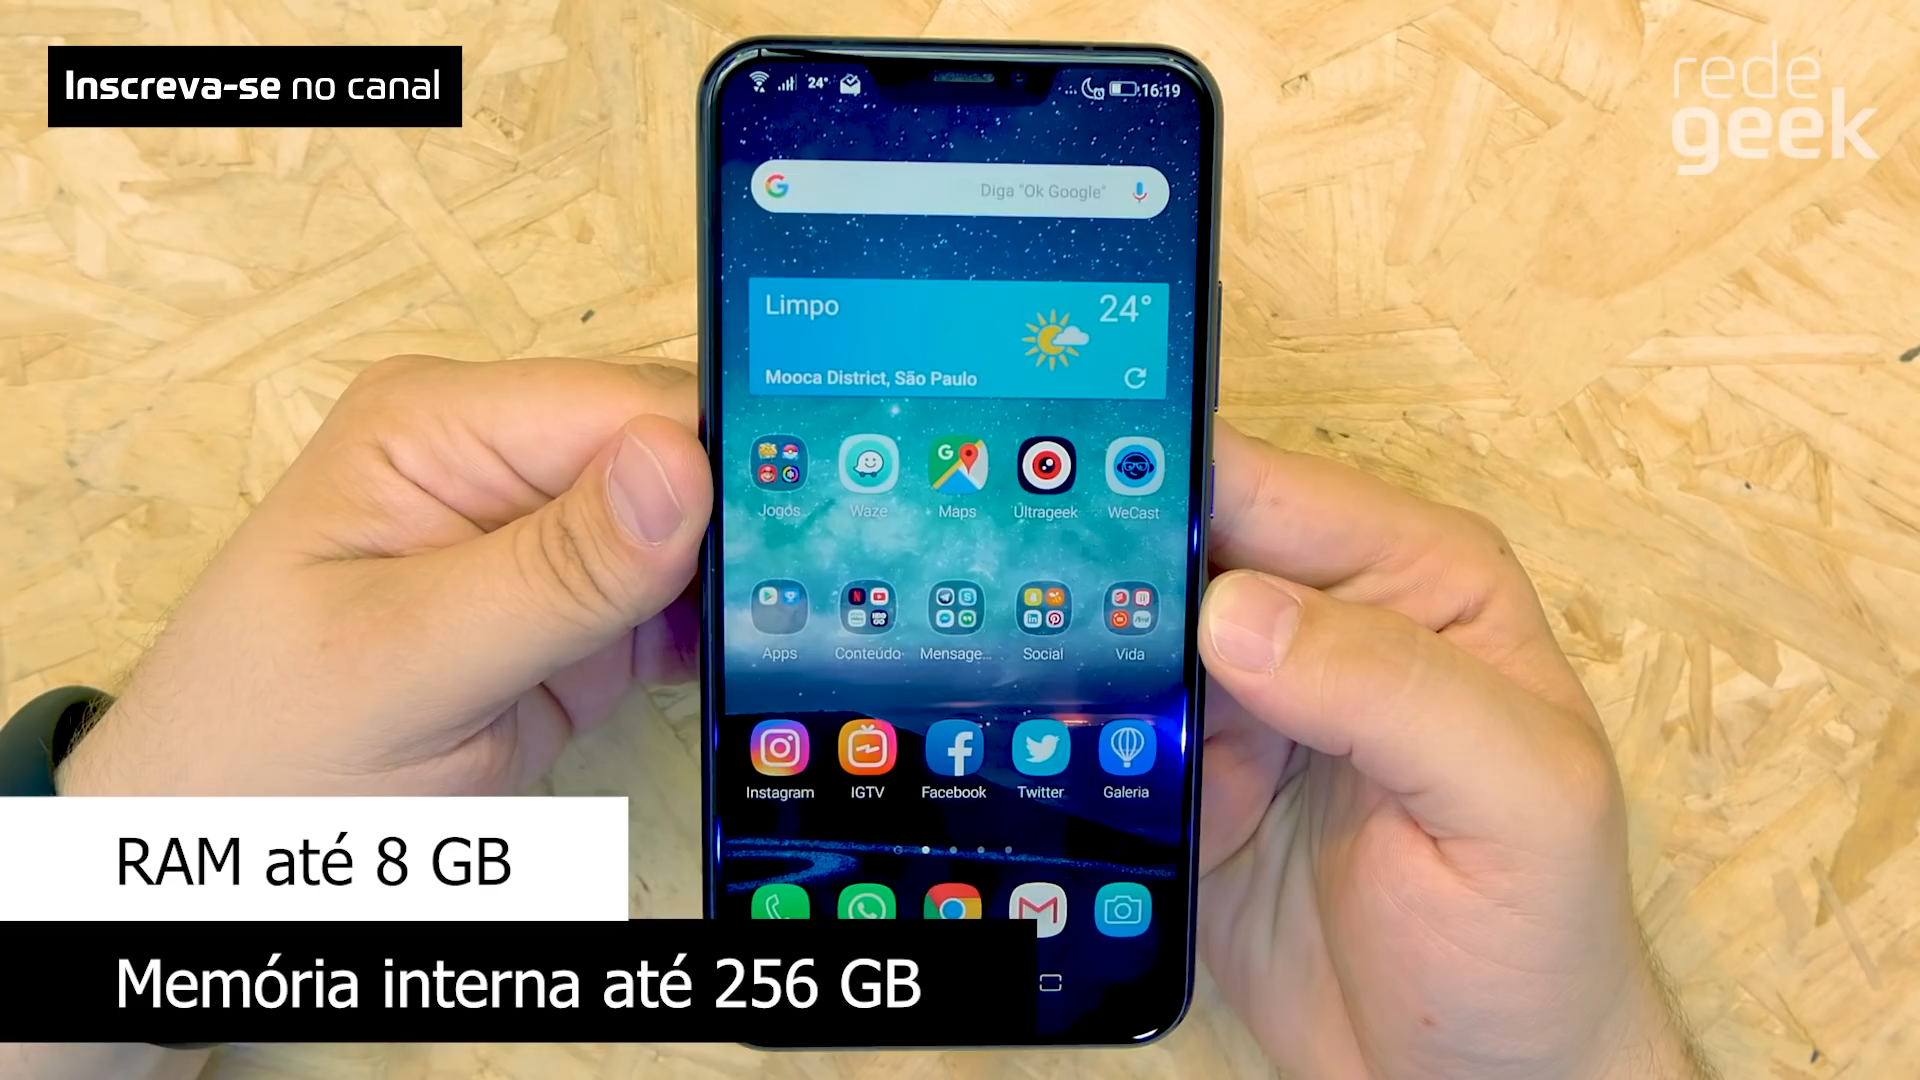 Inscreva-se no canal
rede
geek
24°
16:19
G
Diga "Ok Google"
Limpo
24°
Mooca District, São Paulo
Jogos
Waze
Maps
Ultrageek
WeCast
Apps
Conteúdo
Mensage...
Social
Vida
Instagram
IGTV
Facebook
Twitter
Galeria
RAM até 8 GB
Memória interna até 256 GB